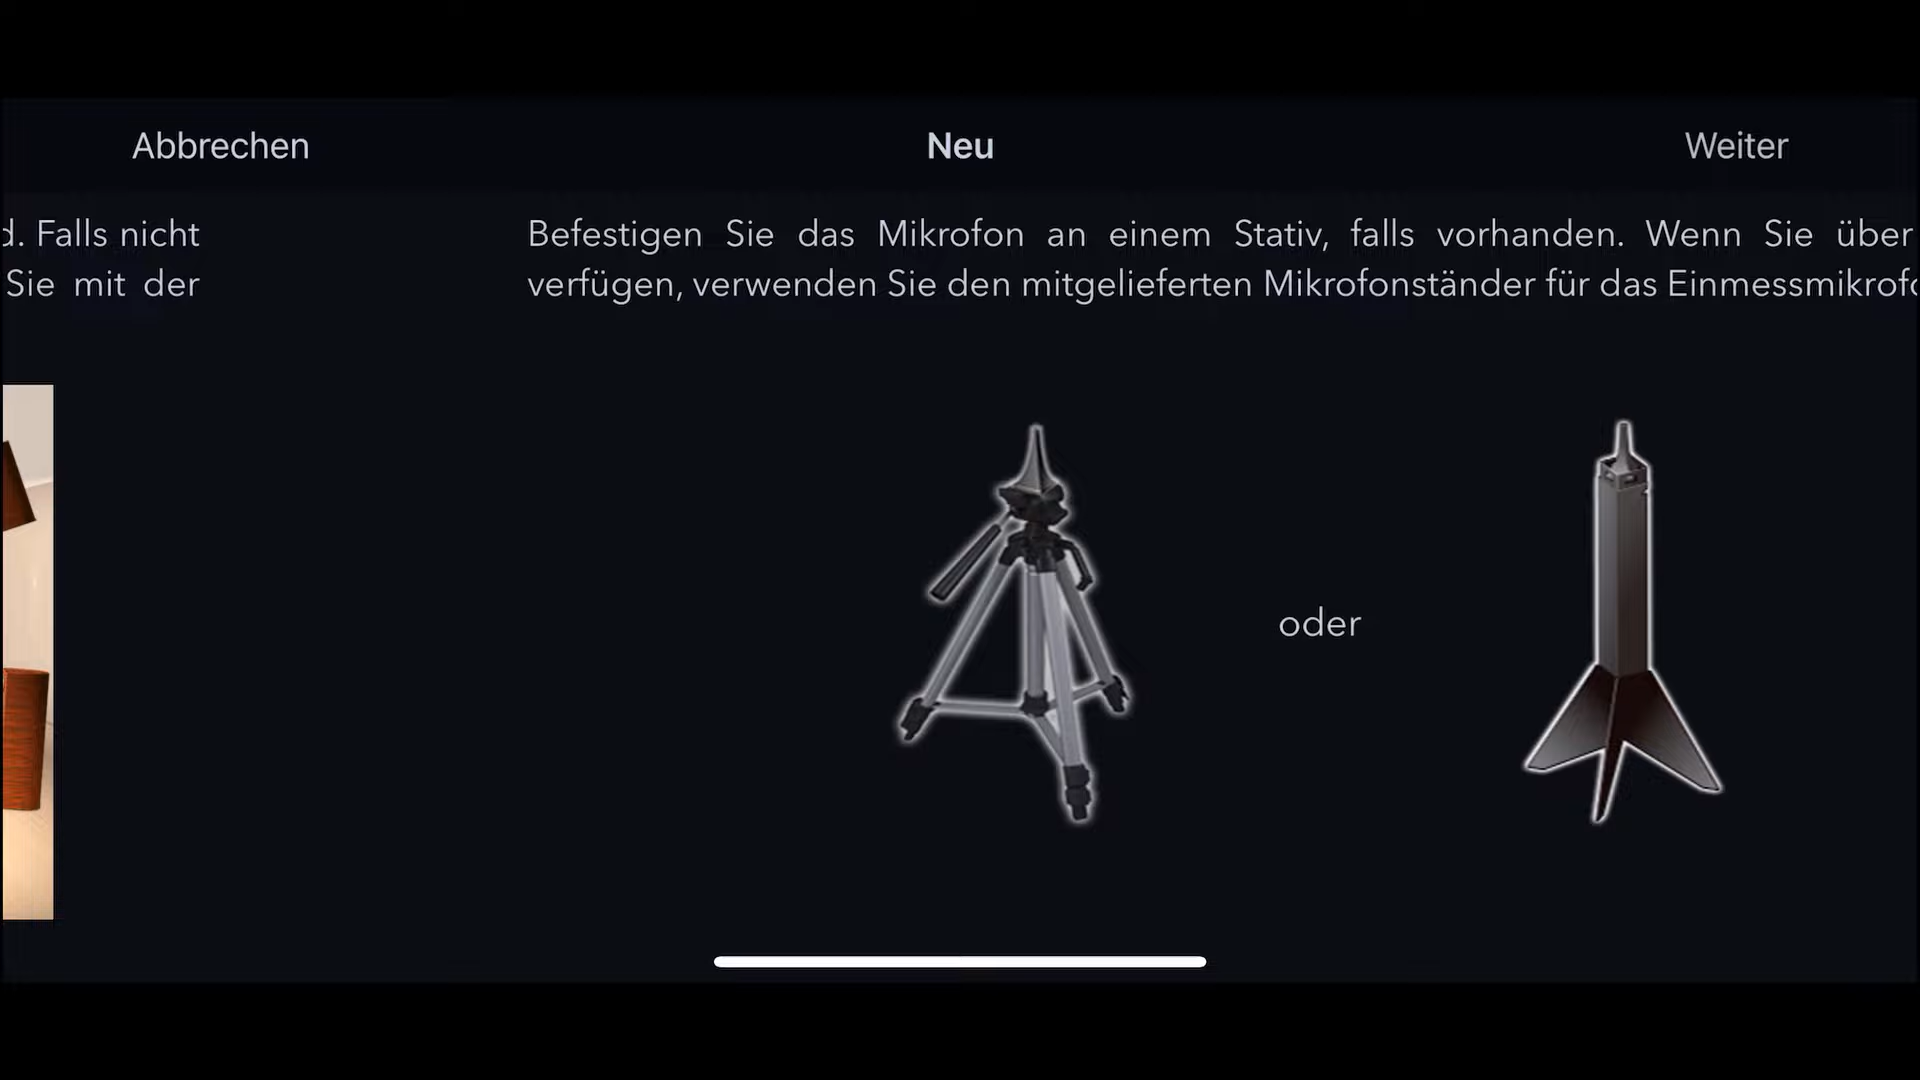 Abbrechen Neu Weiter
d. Falls nicht
Sie mit der
Befestigen Sie das Mikrofon an einem Stativ, falls vorhanden. Wenn Sie über
verfügen, verwenden Sie den mitgelieferten Mikrofonständer für das Einmessmikrofo
oder